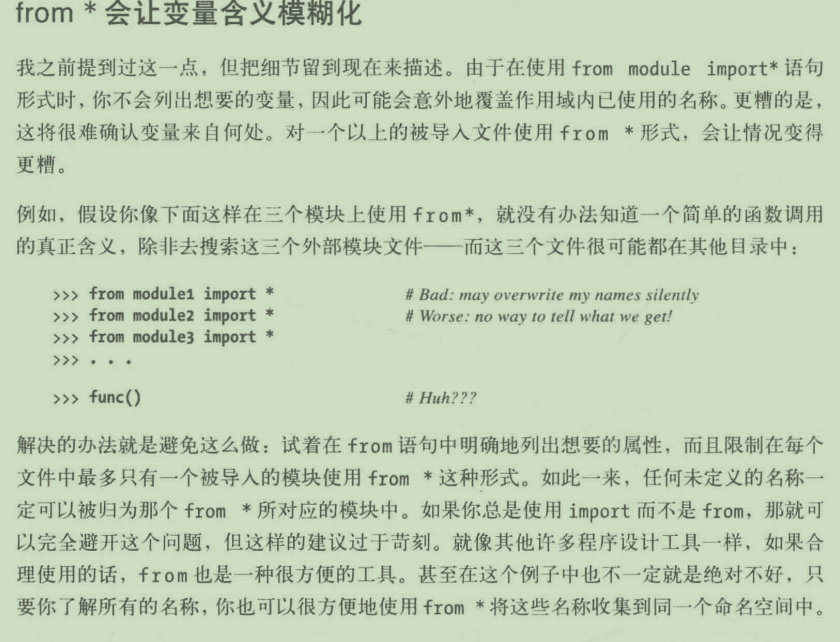 from * 会让变量含义模糊化
我之前提到过这一点，但把细节留到现在来描述。由于在使用 from module import* 语句
形式时，你不会列出想要的变量，因此可能会意外地覆盖作用域内已使用的名称。更糟的是，
这将很难确认变量来自何处。对一个以上的被导入文件使用 from * 形式，会让情况变得
更糟。
例如，假设你像下面这样在三个模块上使用 from*，就没有办法知道一个简单的函数调用
的真正含义，除非去搜索这三个外部模块文件——而这三个文件很可能都在其他目录中：
>>> from module1 import * # Bad: may overwrite my names silently
>>> from module2 import * # Worse: no way to tell what we get!
>>> from module3 import *
>>> . . .
>>> func() # Huh???
解决的办法就是避免这么做：试着在 from 语句中明确地列出想要的属性，而且限制在每个
文件中最多只有一个被导入的模块使用 from * 这种形式。如此一来，任何未定义的名称一
定可以被归为那个 from * 所对应的模块中。如果你总是使用 import 而不是 from，那就可
以完全避开这个问题，但这样的建议过于苛刻。就像其他许多程序设计工具一样，如果合
理使用的话，from 也是一种很方便的工具。甚至在这个例子中也不一定就是绝对不好，只
要你了解所有的名称，你也可以很方便地使用 from * 将这些名称收集到同一个命名空间中。